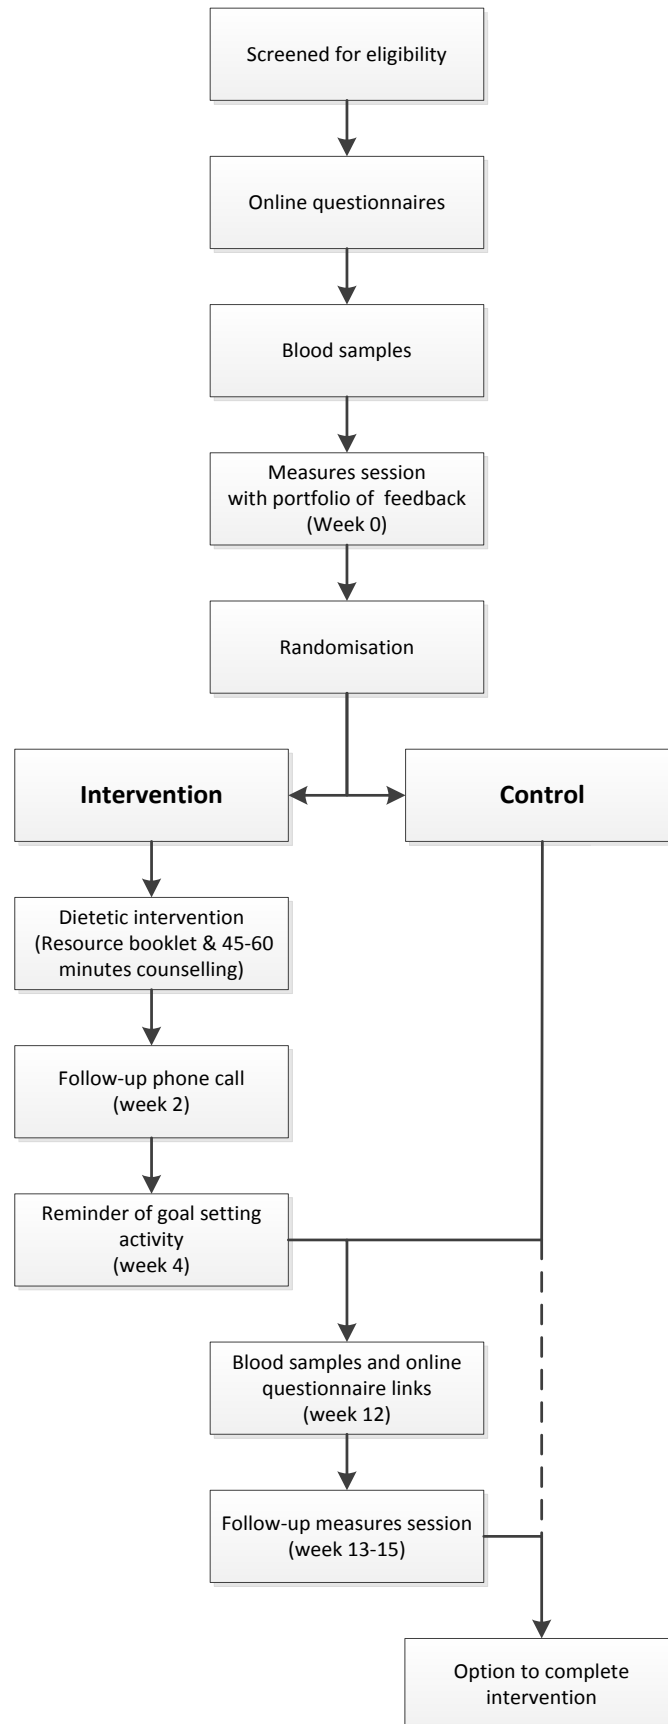 Screened for eligibility
Online questionnaires
Blood samples
Measures session
with portfolio of feedback
(Week 0)
Randomisation
Intervention
Control
Dietetic intervention
(Resource booklet & 45-60
minutes counselling)
Follow-up phone call
(week 2)
Reminder of goal setting
activity
(week 4)
Blood samples and online
questionnaire links
(week 12)
Follow-up measures session
(week 13-15)
Option to complete
intervention